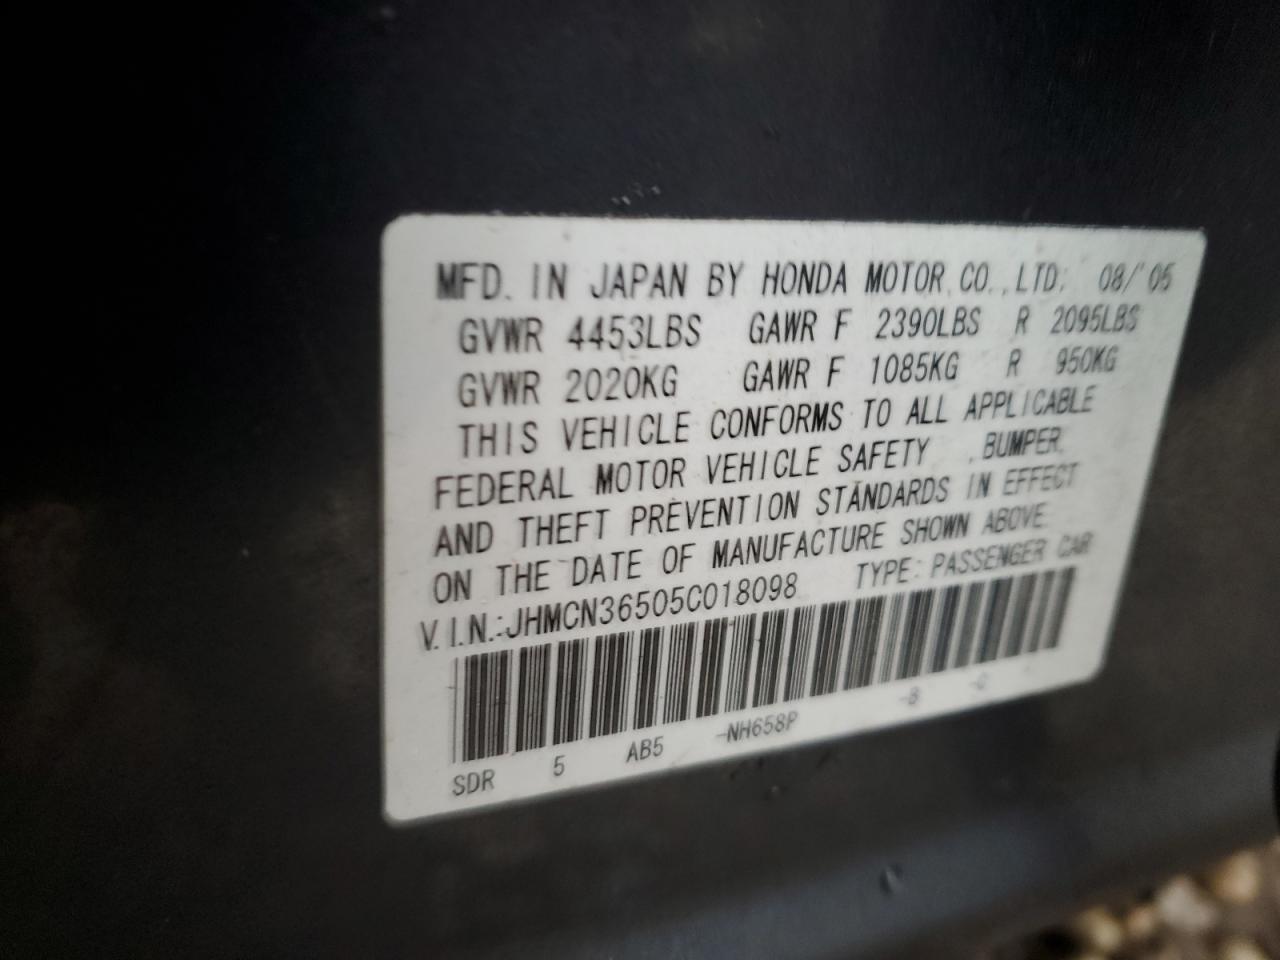 MFD. IN JAPAN BY HONDA MOTOR CO., LTD. 08/'05
GVWR 4453LBS GAWR F 2390LBS R 2095LBS
GVWR 2020KG GAWR F 1085KG R 950KG
THIS VEHICLE CONFORMS TO ALL APPLICABLE
FEDERAL MOTOR VEHICLE SAFETY , BUMPER,
AND THEFT PREVENTION STANDARDS IN EFFECT
ON THE DATE OF MANUFACTURE SHOWN ABOVE.
V.I.N.:JHMCN36505C018098 TYPE: PASSENGER CAR
SDR 5 AB5 -NH658P -B -C